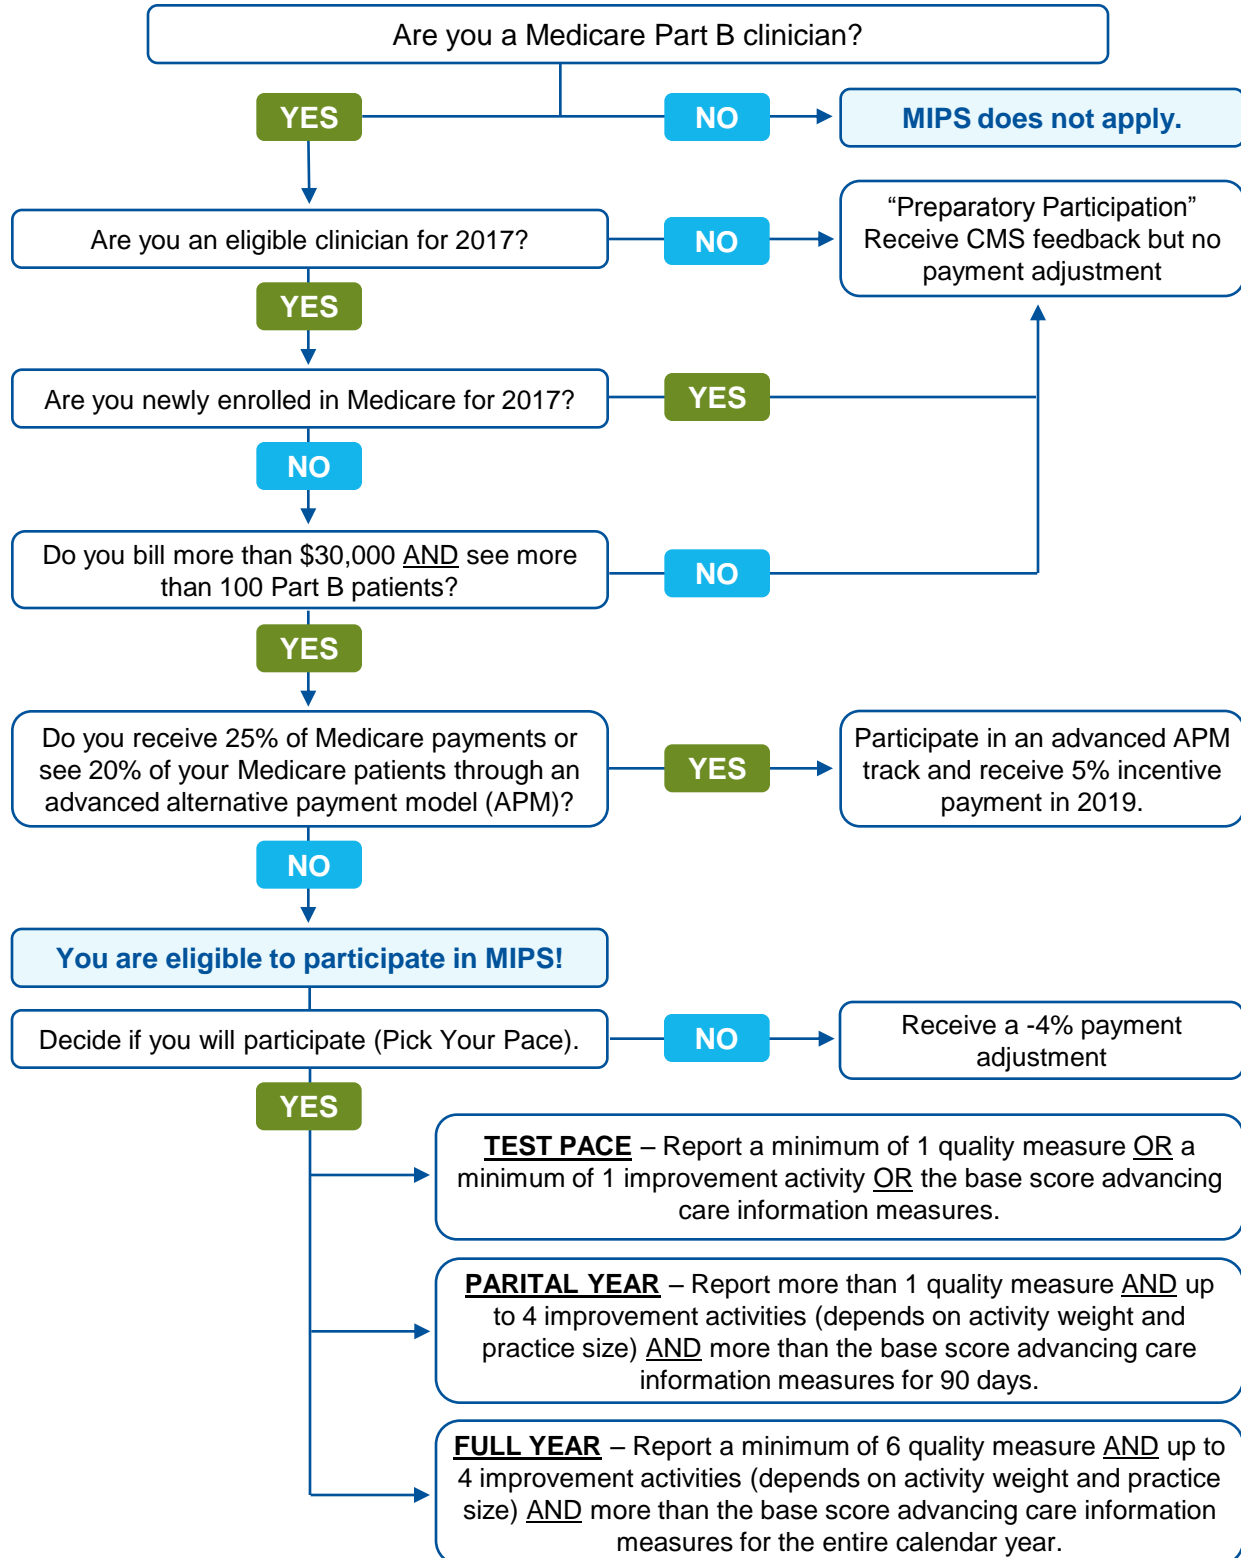 Are you a Medicare Part B clinician?
YES
NO
MIPS does not apply.
Are you an eligible clinician for 2017?
NO
“Preparatory Participation”
Receive CMS feedback but no
payment adjustment
YES
Are you newly enrolled in Medicare for 2017?
YES
NO
Do you bill more than $30,000 AND see more
than 100 Part B patients?
NO
YES
Do you receive 25% of Medicare payments or
see 20% of your Medicare patients through an
advanced alternative payment model (APM)?
YES
Participate in an advanced APM
track and receive 5% incentive
payment in 2019.
NO
You are eligible to participate in MIPS!
Decide if you will participate (Pick Your Pace).
NO
Receive a -4% payment
adjustment
YES
TEST PACE – Report a minimum of 1 quality measure OR a
minimum of 1 improvement activity OR the base score advancing
care information measures.
PARITAL YEAR – Report more than 1 quality measure AND up
to 4 improvement activities (depends on activity weight and
practice size) AND more than the base score advancing care
information measures for 90 days.
FULL YEAR – Report a minimum of 6 quality measure AND up to
4 improvement activities (depends on activity weight and practice
size) AND more than the base score advancing care information
measures for the entire calendar year.